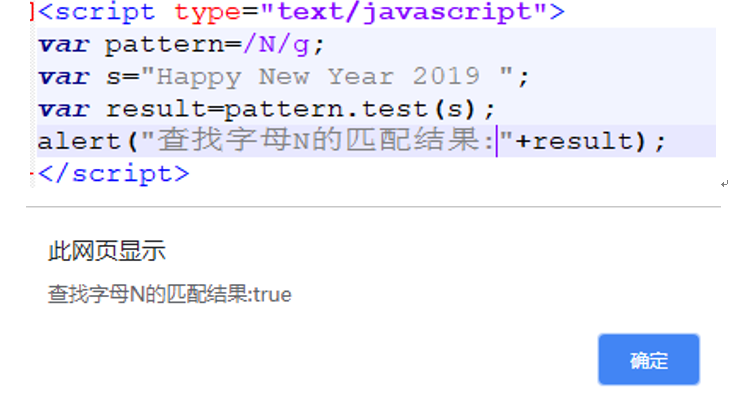 <script type="text/javascript">
var pattern=/N/g;
var s="Happy New Year 2019 ";
var result=pattern.test(s);
alert("查找字母N的匹配结果:"+result);
</script>
此网页显示
查找字母N的匹配结果:true
确定